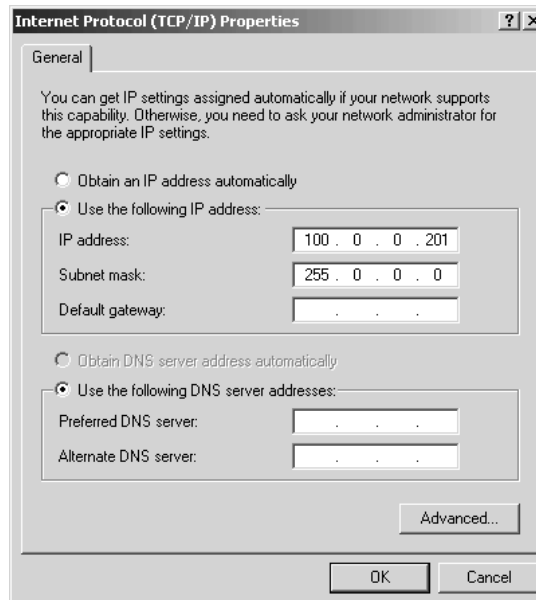 Internet Protocol (TCP/IP) Properties
General
You can get IP settings assigned automatically if your network supports
this capability. Otherwise, you need to ask your network administrator for
the appropriate IP settings.
Obtain an IP address automatically
Use the following IP address:
IP address: 100 . 0 . 0 . 201
Subnet mask: 255 . 0 . 0 . 0
Default gateway: . . .
Obtain DNS server address automatically
Use the following DNS server addresses:
Preferred DNS server: . . .
Alternate DNS server: . . .
Advanced...
OK Cancel